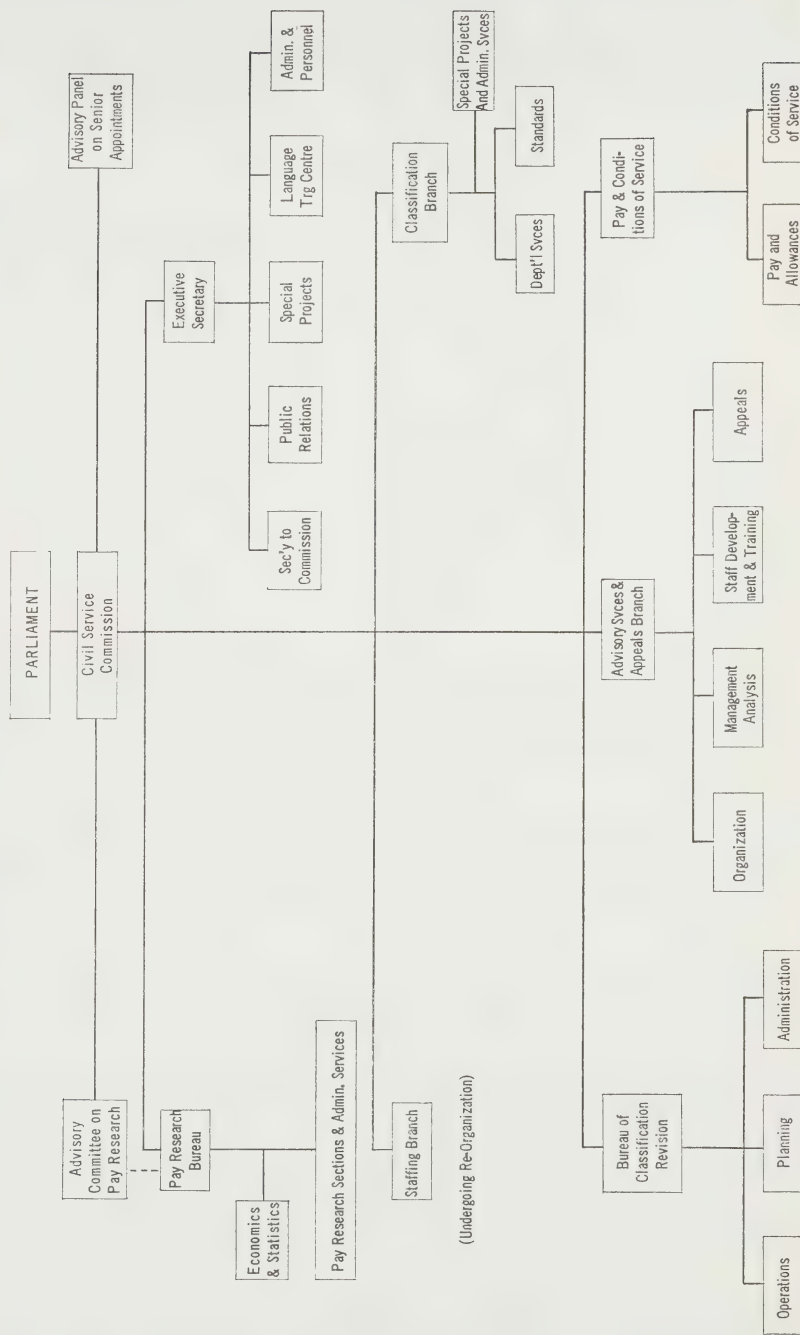 PARLIAMENT
Civil Service
Commission
Advisory
Committee on
Pay Research
Advisory Panel
on Senior
Appointments
Pay Research
Bureau
Executive
Secretary
Economics
& Statistics
Pay Research Sections & Admin. Services
Sec'y to
Commission
Public
Relations
Special
Projects
Language
Trg Centre
Admin. &
Personnel
Staffing Branch
(Undergoing Re-Organization)
Classification
Branch
Special Projects
And Admin. Svces
Dept'l Svces
Standards
Bureau of
Classification
Revision
Advisory Svces &
Appeals Branch
Pay & Condi-
tions of Service
Operations
Planning
Administration
Organization
Management
Analysis
Staff Develop-
ment & Training
Appeals
Pay and
Allowances
Conditions
of Service